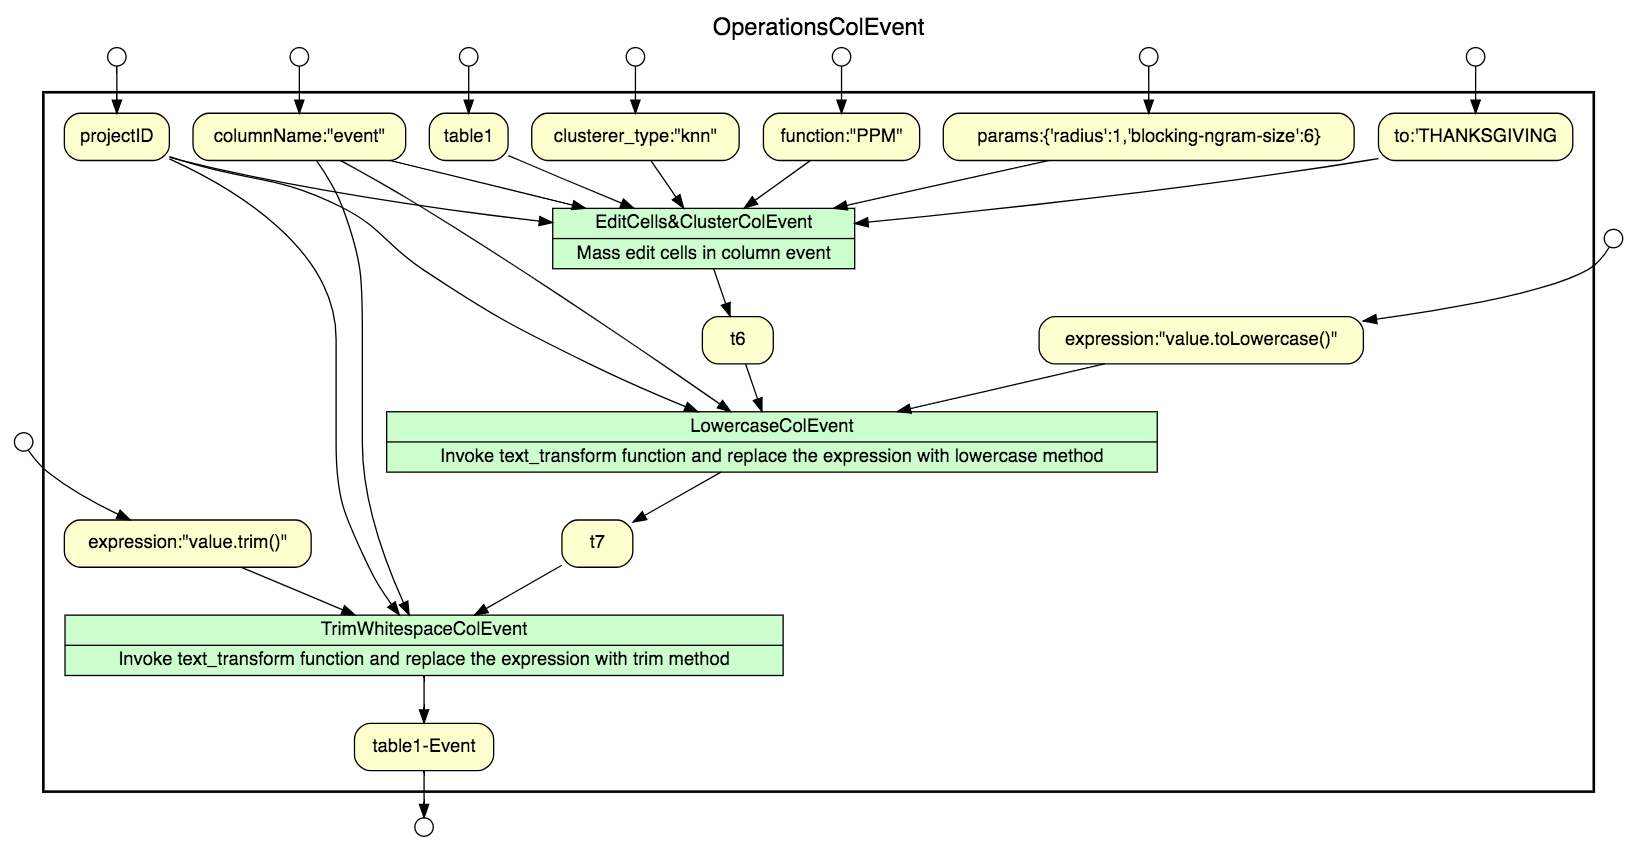 OperationsColEvent
projectID
columnName:"event"
table1
clusterer_type:"knn"
function:"PPM"
params:{'radius':1,'blocking-ngram-size':6}
to:'THANKSGIVING
EditCells&ClusterColEvent
Mass edit cells in column event
t6
expression:"value.toLowercase()"
LowercaseColEvent
Invoke text_transform function and replace the expression with lowercase method
expression:"value.trim()"
t7
TrimWhitespaceColEvent
Invoke text_transform function and replace the expression with trim method
table1-Event